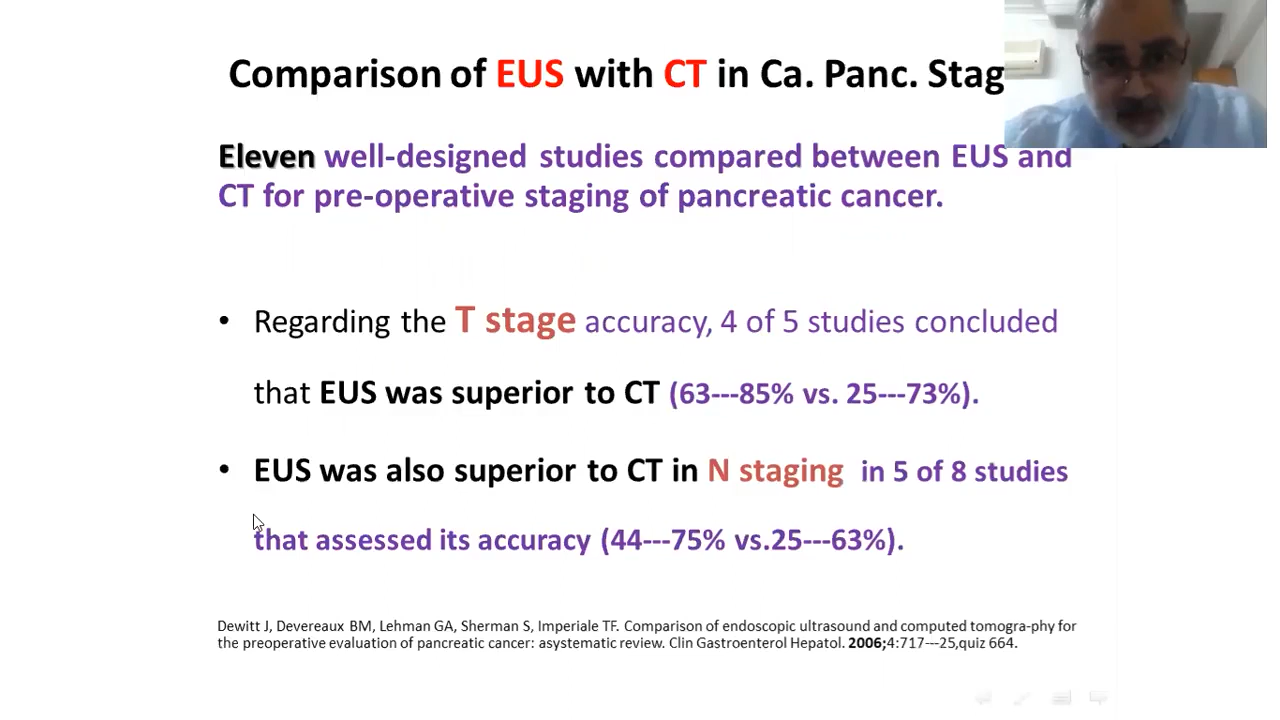 Comparison of EUS with CT in Ca. Panc. Stag
Eleven well-designed studies compared between EUS and
CT for pre-operative staging of pancreatic cancer.
• Regarding the T stage accuracy, 4 of 5 studies concluded
that EUS was superior to CT (63---85% vs. 25---73%).
• EUS was also superior to CT in N staging in 5 of 8 studies
that assessed its accuracy (44---75% vs.25---63%).
Dewitt J, Devereaux BM, Lehman GA, Sherman S, Imperiale TF. Comparison of endoscopic ultrasound and computed tomogra-phy for
the preoperative evaluation of pancreatic cancer: asystematic review. Clin Gastroenterol Hepatol. 2006;4:717---25,quiz 664.